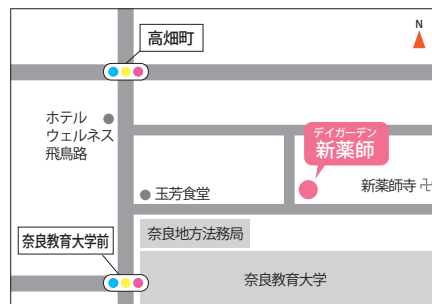 高畑町
N
ホテル
ウェルネス
飛鳥路
デイガーデン
新薬師
新薬師寺 卍
玉芳食堂
奈良地方法務局
奈良教育大学前
奈良教育大学